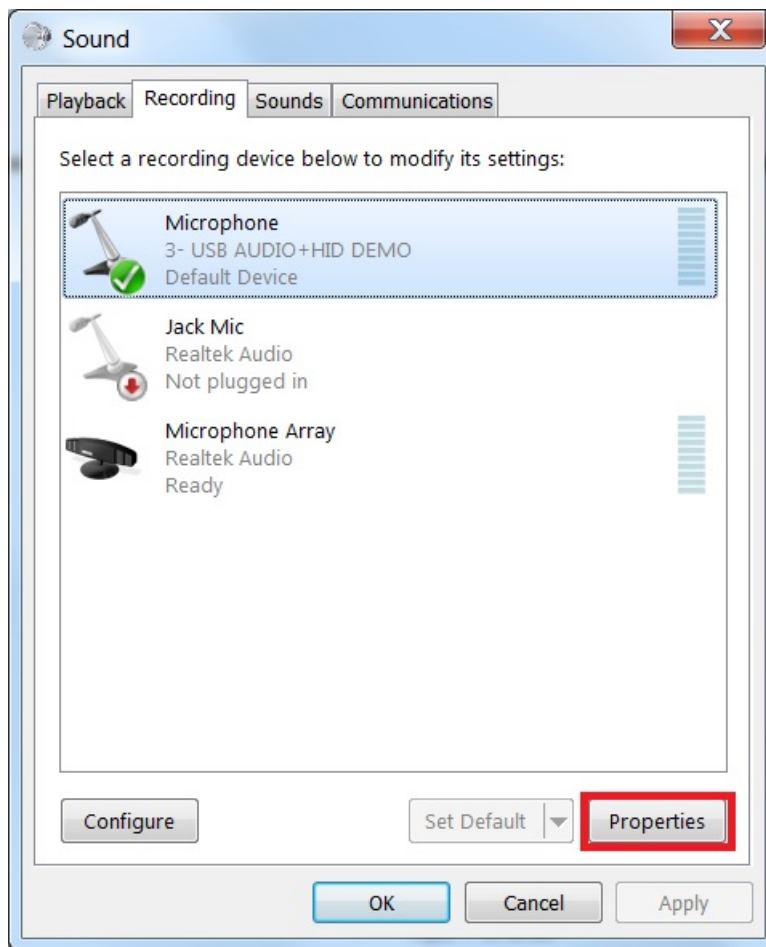 Sound
Playback Recording Sounds Communications
Select a recording device below to modify its settings:
Microphone
3- USB AUDIO+HID DEMO
Default Device
Jack Mic
Realtek Audio
Not plugged in
Microphone Array
Realtek Audio
Ready
Configure Set Default Properties
OK Cancel Apply